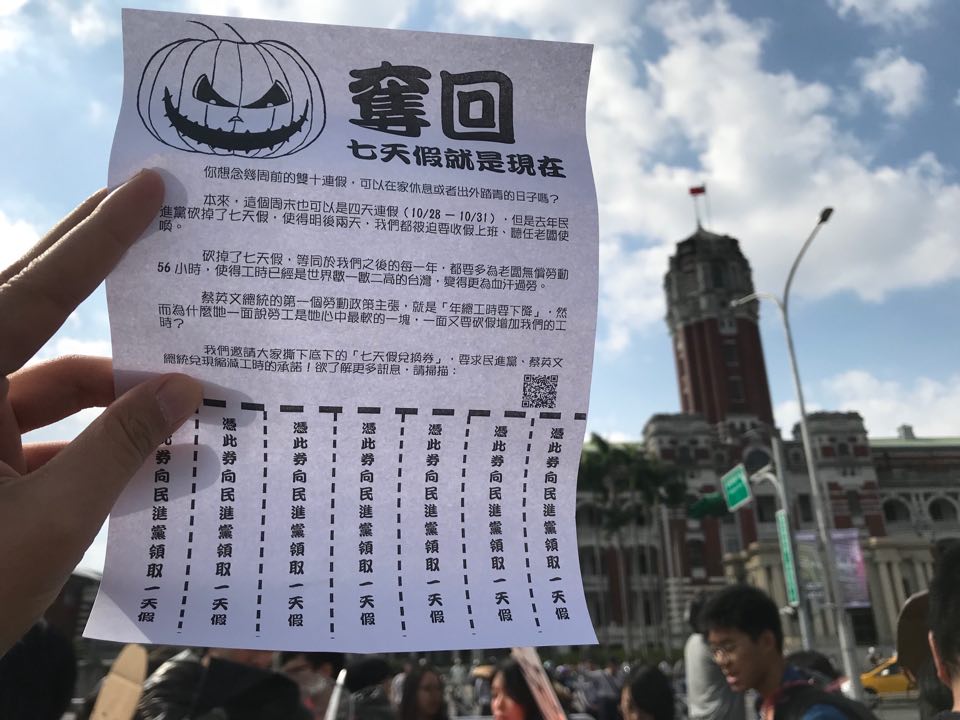 奪回
七天假就是現在
你想念幾周前的雙十連假，可以在家休息或者出外踏青的日子嗎？
本來，這個周末也可以是四天連假（10/28 － 10/31），但是去年民
進黨砍掉了七天假，使得明後兩天，我們都被迫要收假上班、聽任老闆使
喚。
砍掉了七天假，等同於我們之後的每一年，都要多為老闆無償勞動
56 小時，使得工時已經是世界數一數二高的台灣，變得更為血汗過勞。
蔡英文總統的第一個勞動政策主張，就是「年總工時要下降」，然
而為什麼她一面說勞工是她心中最軟的一塊，一面又要砍假增加我們的工
時？
我們邀請大家撕下底下的「七天假兌換券」，要求民進黨、蔡英文
總統兌現縮減工時的承諾！欲了解更多訊息，請掃描：
憑此券向民進黨領取一天假
憑此券向民進黨領取一天假
憑此券向民進黨領取一天假
憑此券向民進黨領取一天假
憑此券向民進黨領取一天假
憑此券向民進黨領取一天假
憑此券向民進黨領取一天假